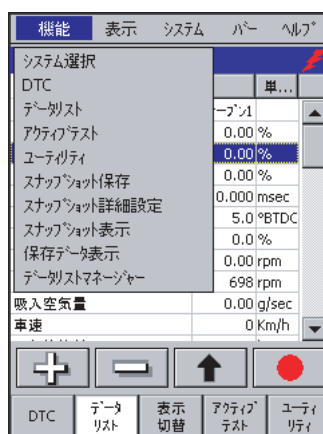 機能 表示 システム バー ヘルプ
システム選択
DTC
データリスト
アクティブテスト
ユーティリティ
スナップショット保存
スナップショット詳細設定
スナップショット表示
保存データ表示
データリストマネージャー
単...
ープン1
0.00 %
0.00 %
0.00 %
0.000 msec
5.0 °BTDC
0.0 %
0.00 rpm
698 rpm
吸入空気量 0.00 g/sec
車速 0 Km/h
DTC データリスト 表示切替 アクティブテスト ユーティリティ